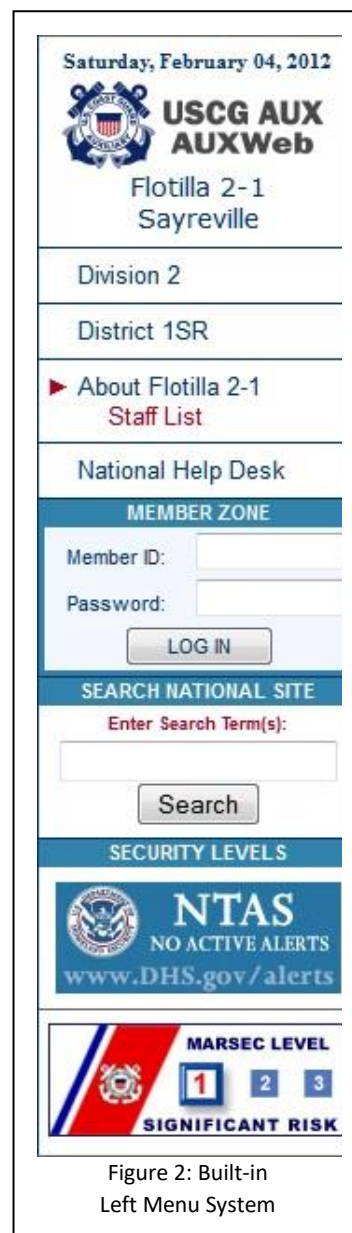 Saturday, February 04, 2012
USCG AUX
AUXWeb
Flotilla 2-1
Sayreville
Division 2
District 1SR
About Flotilla 2-1
Staff List
National Help Desk
MEMBER ZONE
Member ID:
Password:
LOG IN
SEARCH NATIONAL SITE
Enter Search Term(s):
Search
SECURITY LEVELS
NTAS
NO ACTIVE ALERTS
www.DHS.gov/alerts
MARSEC LEVEL
1 2 3
SIGNIFICANT RISK
Figure 2: Built-in
Left Menu System